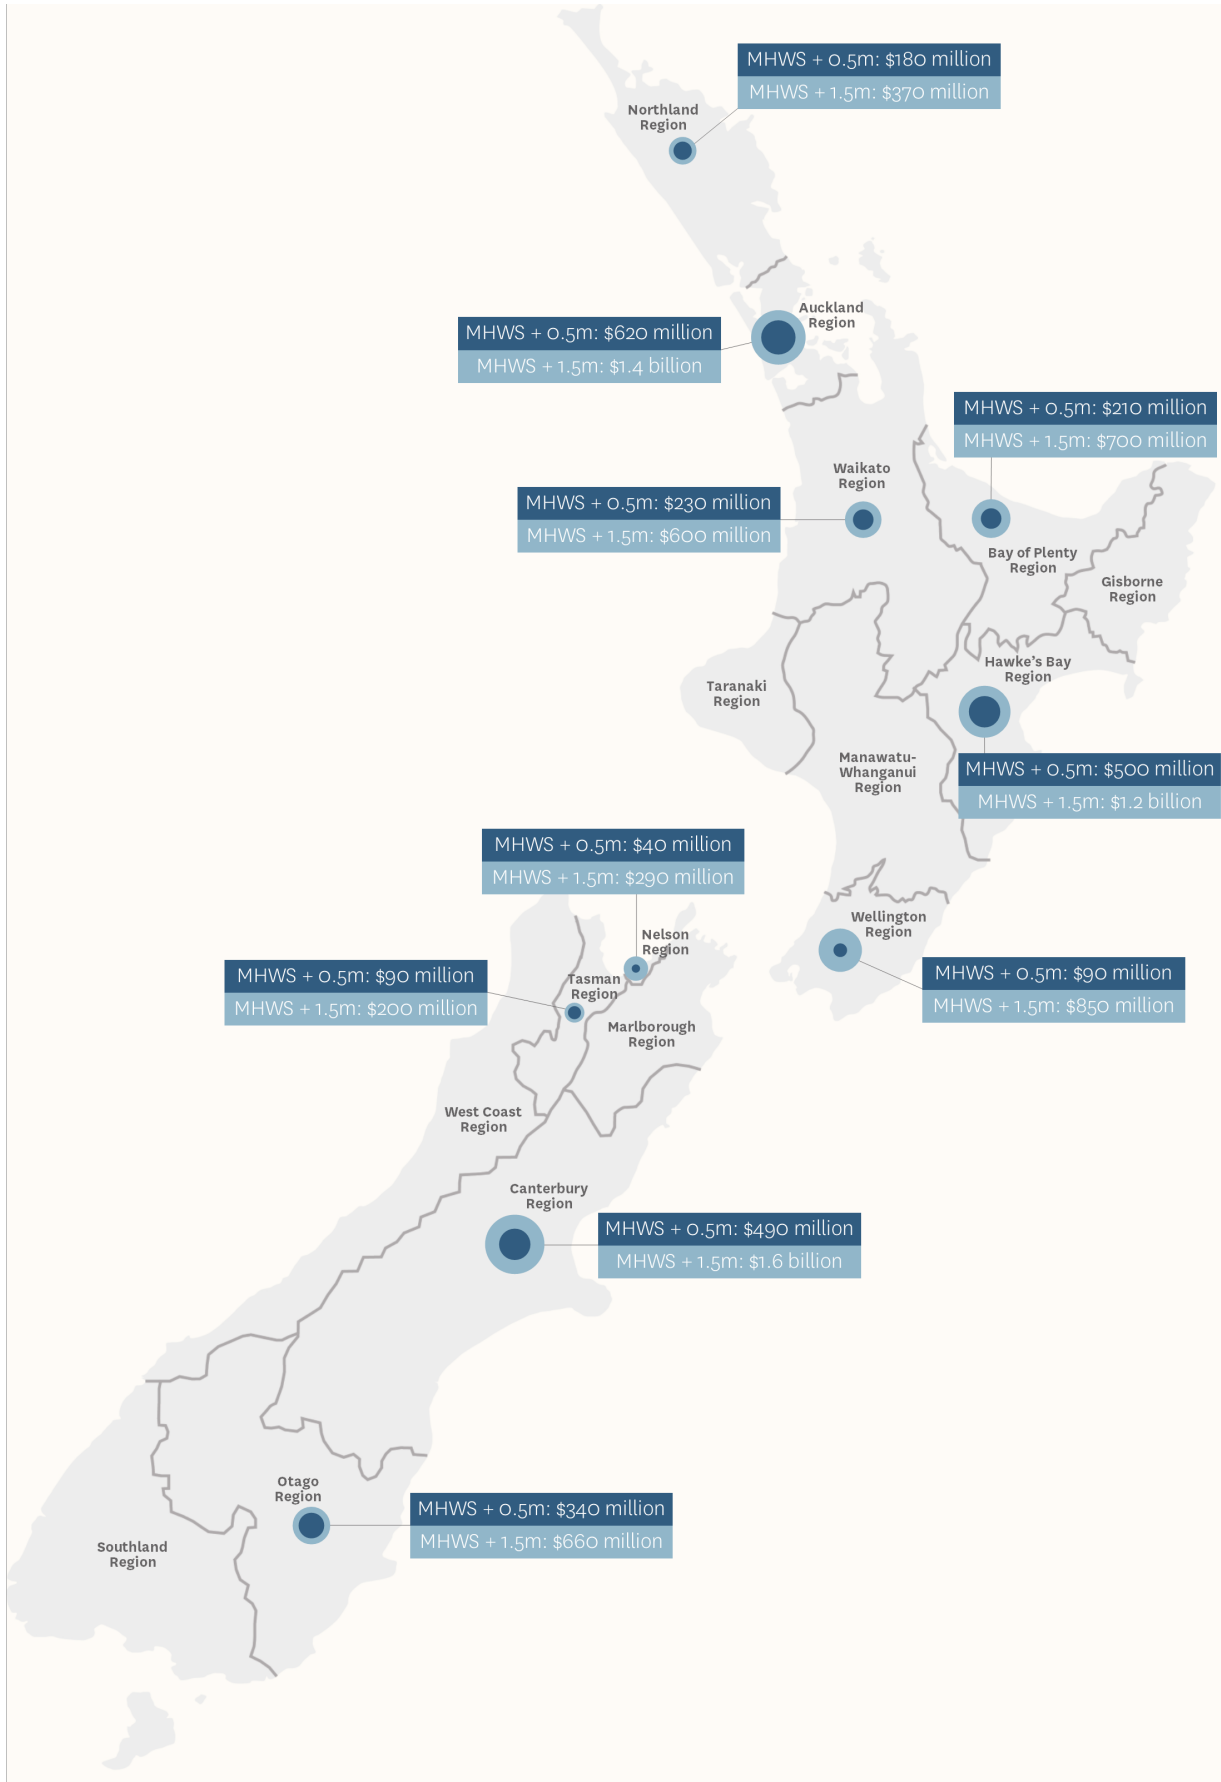 MHWS + 0.5m: $180 million
MHWS + 1.5m: $370 million
Northland
Region
Auckland
Region
MHWS + 0.5m: $620 million
MHWS + 1.5m: $1.4 billion
MHWS + 0.5m: $210 million
MHWS + 1.5m: $700 million
Waikato
Region
MHWS + 0.5m: $230 million
MHWS + 1.5m: $600 million
Bay of Plenty
Region
Gisborne
Region
Hawke's Bay
Region
Taranaki
Region
Manawatu-
Whanganui
Region
MHWS + 0.5m: $500 million
MHWS + 1.5m: $1.2 billion
MHWS + 0.5m: $40 million
MHWS + 1.5m: $290 million
Wellington
Region
Nelson
Region
MHWS + 0.5m: $90 million
MHWS + 1.5m: $200 million
Tasman
Region
MHWS + 0.5m: $90 million
MHWS + 1.5m: $850 million
Marlborough
Region
West Coast
Region
Canterbury
Region
MHWS + 0.5m: $490 million
MHWS + 1.5m: $1.6 billion
Otago
Region
MHWS + 0.5m: $340 million
MHWS + 1.5m: $660 million
Southland
Region